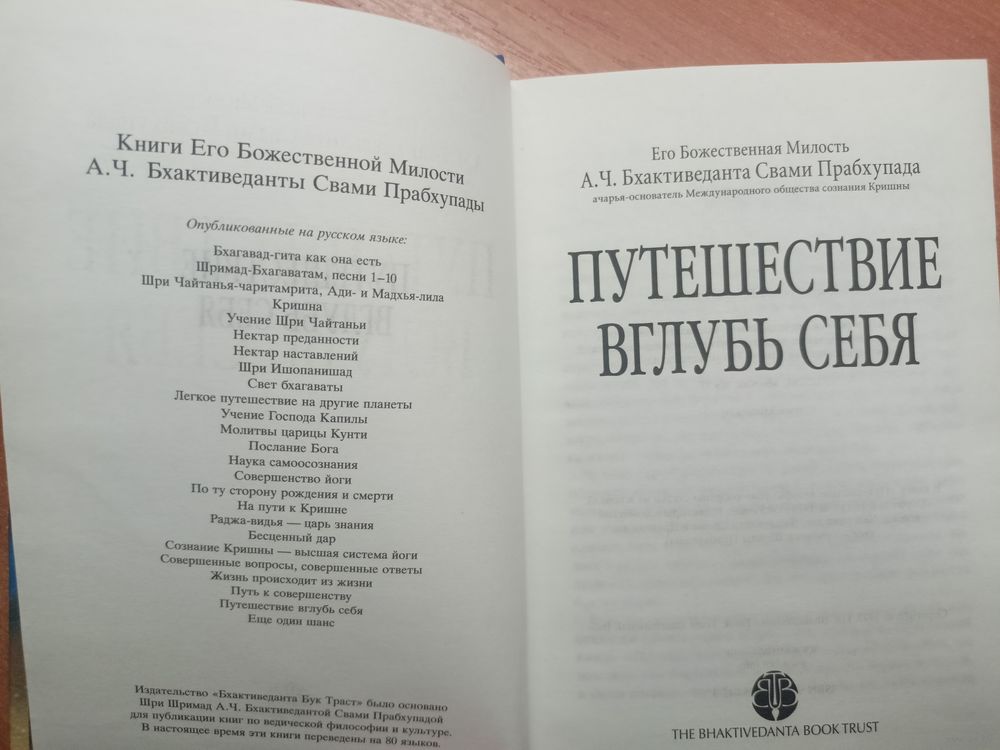 Книги Его Божественной Милости
А.Ч. Бхактиведанты Свами Прабхупады
Опубликованные на русском языке:
Бхагавад-гита как она есть
Шримад-Бхагаватам, песни 1–10
Шри Чайтанья-чаритамрита, Ади- и Мадхья-лила
Кришна
Учение Шри Чайтаньи
Нектар преданности
Нектар наставлений
Шри Ишопанишад
Свет бхагаваты
Легкое путешествие на другие планеты
Учение Господа Капилы
Молитвы царицы Кунти
Послание Бога
Наука самоосознания
Совершенство йоги
По ту сторону рождения и смерти
На пути к Кришне
Раджа-видья — царь знания
Бесценный дар
Сознание Кришны — высшая система йоги
Совершенные вопросы, совершенные ответы
Жизнь происходит из жизни
Путь к совершенству
Путешествие вглубь себя
Еще один шанс
Издательство «Бхактиведанта Бук Траст» было основано
Шри Шримад А.Ч. Бхактиведантой Свами Прабхупадой
для публикации книг по ведической философии и культуре.
В настоящее время эти книги переведены на 80 языков.
Его Божественная Милость
А.Ч. Бхактиведанта Свами Прабхупада
ачарья-основатель Международного общества сознания Кришны
ПУТЕШЕСТВИЕ
ВГЛУБЬ СЕБЯ
THE BHAKTIVEDANTA BOOK TRUST